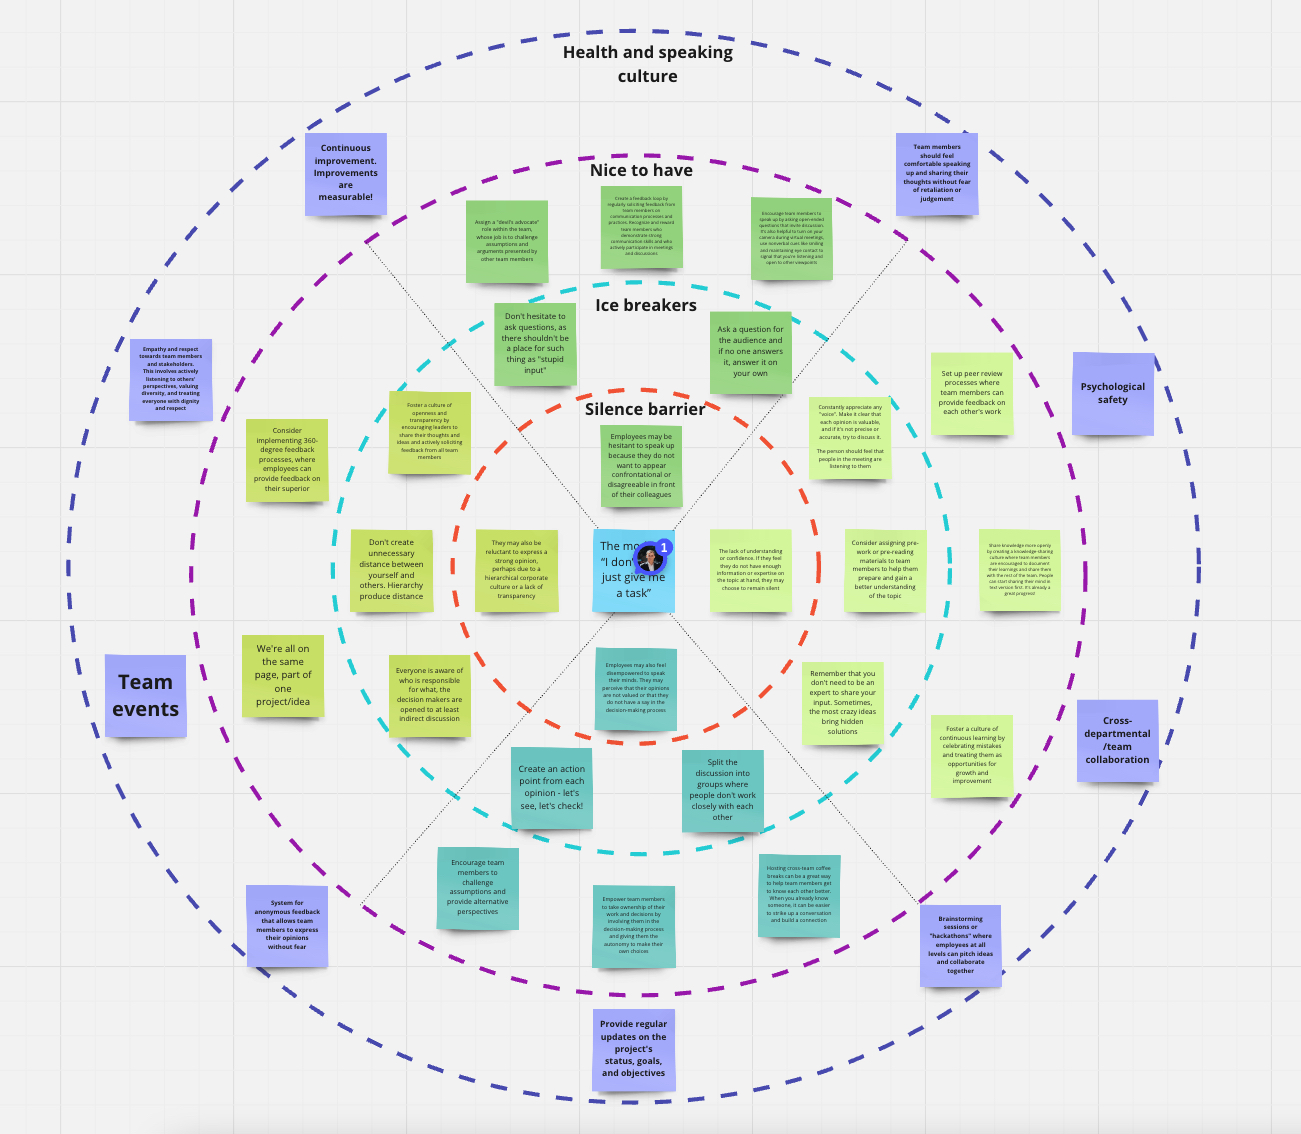 Health and speaking
culture
Continuous
improvement.
Improvements
are
measurable!
Team members
should feel
comfortable speaking
up and sharing their
thoughts without fear
of retaliation or
judgement
Nice to have
Assign a "devil's advocate"
role within the team,
whose job is to challenge
assumptions and
arguments presented by
other team members
Create a feedback loop by
regularly soliciting feedback from
team members on
communication processes and
practices. Recognize and reward
team members who
demonstrate strong
communication skills and who
actively participate in meetings
and discussions
Encourage team members to
speak up by asking open-ended
questions that invite discussion.
It's also helpful to turn on your
camera during virtual meetings,
use nonverbal cues like smiling
and maintaining eye contact to
signal that you're listening and
open to other viewpoints
Ice breakers
Don't hesitate to
ask questions, as
there shouldn't be
a place for such
thing as "stupid
input"
Ask a question for
the audience and
if no one answers
it, answer it on
your own
Empathy and respect
towards team members
and stakeholders.
This involves actively
listening to others'
perspectives, valuing
diversity, and treating
everyone with dignity
and respect
Set up peer review
processes where
team members can
provide feedback on
each other's work
Psychological
safety
Consider
implementing 360-
degree feedback
processes, where
employees can
provide feedback on
their superior
Foster a culture of
openness and
transparency by
encouraging leaders to
share their thoughts and
ideas and actively soliciting
feedback from all team
members
Silence barrier
Employees may be
hesitant to speak up
because they do not
want to appear
confrontational or
disagreeable in front
of their colleagues
Constantly appreciate any
"voice". Make it clear that
each opinion is valuable,
and if it's not precise or
accurate, try to discuss it.
The person should feel that
people in the meeting are
listening to them
Don't create
unnecessary
distance between
yourself and
others. Hierarchy
produce distance
They may also be
reluctant to express a
strong opinion,
perhaps due to a
hierarchical corporate
culture or a lack of
transparency
The
“I
just give me
a task”
1
The lack of understanding
or confidence. If they feel
they do not have enough
information or expertise on
the topic at hand, they may
choose to remain silent
Consider assigning pre-
work or pre-reading
materials to team
members to help them
prepare and gain a
better understanding
of the topic
Share knowledge more openly
by creating a knowledge-sharing
culture where team members
are encouraged to document
their learnings and share them
with the rest of the team. People
can start sharing their mind in
text version first. It's already a
great progress!
We're all on
the same
page, part of
one
project/idea
Everyone is aware of
who is responsible
for what, the
decision makers are
opened to at least
indirect discussion
Employees may also feel
disempowered to speak
their minds. They may
perceive that their opinions
are not valued or that they
do not have a say in the
decision-making process
Remember that you
don't need to be an
expert to share your
input. Sometimes,
the most crazy ideas
bring hidden
solutions
Team
events
Cross-
departmental
/team
collaboration
Foster a culture of
continuous learning by
celebrating mistakes
and treating them as
opportunities for
growth and
improvement
Create an action
point from each
opinion - let's
see, let's check!
Split the
discussion into
groups where
people don't work
closely with each
other
Encourage team
members to
challenge
assumptions and
provide alternative
perspectives
Empower team members
to take ownership of their
work and decisions by
involving them in the
decision-making process
and giving them the
autonomy to make their
own choices
Hosting cross-team coffee
breaks can be a great way
to help team members get
to know each other better.
When you already know
someone, it can be easier
to strike up a conversation
and build a connection
System for
anonymous feedback
that allows team
members to express
their opinions
without fear
Brainstorming
sessions or
"hackathons" where
employees at all
levels can pitch ideas
and collaborate
together
Provide regular
updates on the
project's
status, goals,
and objectives